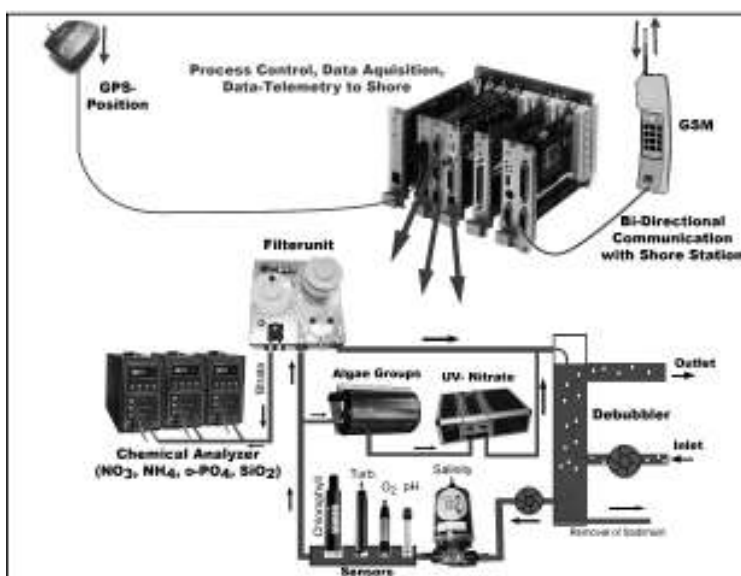 GPS-
Position
Process Control, Data Aquisition,
Data-Telemetry to Shore
GSM
Bi-Directional
Communication
with Shore Station
Filterunit
Algae Groups
UV- Nitrate
Outlet
Debubbler
Inlet
Chemical Analyzer
(NO3, NH4, o-PO4, SiO2)
Chlorophyll
Turb.
O2
pH
Salinity
Sensors
Removal of Sediment